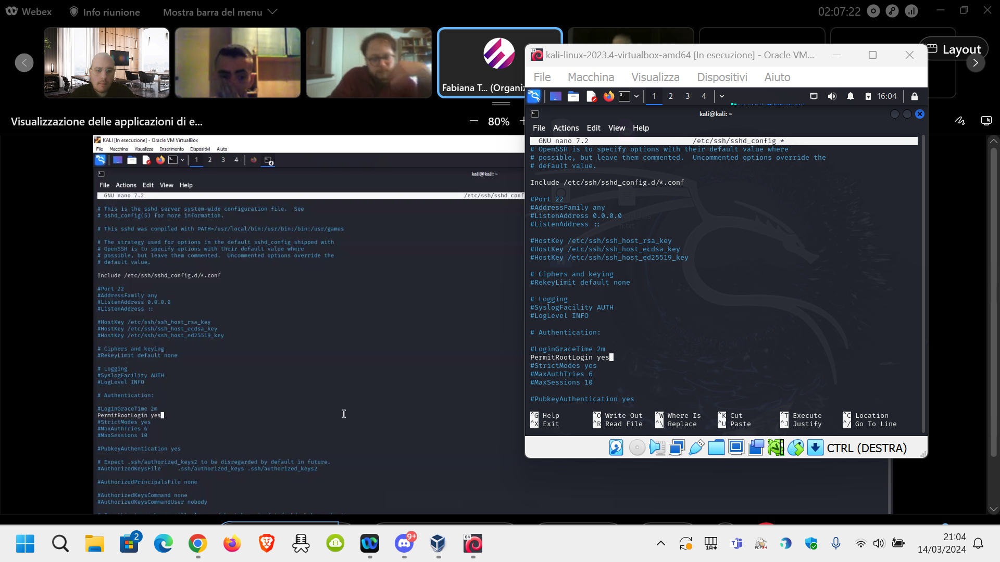 Webex
Info riunione
Mostra barra del menu
02:07:22
Fabiana T... (Organiz
Layout
Visualizzazione delle applicazioni di e...
80%
KALI [In esecuzione] - Oracle VM VirtualBox
File Macchina Visualizza Inserimento Dispositivi Aiuto
1 2 3 4
4
kali@kali: ~
File Actions Edit View Help
GNU nano 7.2 /etc/ssh/sshd_conf
# This is the sshd server system-wide configuration file.  See
# sshd_config(5) for more information.
# This sshd was compiled with PATH=/usr/local/bin:/usr/bin:/bin:/usr/games
# The strategy used for options in the default sshd_config shipped with
# OpenSSH is to specify options with their default value where
# possible, but leave them commented.  Uncommented options override the
# default value.
Include /etc/ssh/sshd_config.d/*.conf
#Port 22
#AddressFamily any
#ListenAddress 0.0.0.0
#ListenAddress ::
#HostKey /etc/ssh/ssh_host_rsa_key
#HostKey /etc/ssh/ssh_host_ecdsa_key
#HostKey /etc/ssh/ssh_host_ed25519_key
# Ciphers and keying
#RekeyLimit default none
# Logging
#SyslogFacility AUTH
#LogLevel INFO
# Authentication:
#LoginGraceTime 2m
PermitRootLogin yes
#StrictModes yes
#MaxAuthTries 6
#MaxSessions 10
#PubkeyAuthentication yes
# Expect .ssh/authorized_keys2 to be disregarded by default in future.
#AuthorizedKeysFile     .ssh/authorized_keys .ssh/authorized_keys2
#AuthorizedPrincipalsFile none
#AuthorizedKeysCommand none
#AuthorizedKeysCommandUser nobody
kali-linux-2023.4-virtualbox-amd64 [In esecuzione] - Oracle VM...
File Macchina Visualizza Dispositivi Aiuto
1 2 3 4
16:04
kali@kali: ~
File Actions Edit View Help
GNU nano 7.2 /etc/ssh/sshd_config *
# OpenSSH is to specify options with their default value where
# possible, but leave them commented.  Uncommented options override the
# default value.
Include /etc/ssh/sshd_config.d/*.conf
#Port 22
#AddressFamily any
#ListenAddress 0.0.0.0
#ListenAddress ::
#HostKey /etc/ssh/ssh_host_rsa_key
#HostKey /etc/ssh/ssh_host_ecdsa_key
#HostKey /etc/ssh/ssh_host_ed25519_key
# Ciphers and keying
#RekeyLimit default none
# Logging
#SyslogFacility AUTH
#LogLevel INFO
# Authentication:
#LoginGraceTime 2m
PermitRootLogin yes
#StrictModes yes
#MaxAuthTries 6
#MaxSessions 10
#PubkeyAuthentication yes
^G Help ^O Write Out ^W Where Is ^K Cut ^T Execute ^C Location
^X Exit ^R Read File ^\ Replace ^U Paste ^J Justify ^/ Go To Line
CTRL (DESTRA)
2
9+
64
21:04
14/03/2024